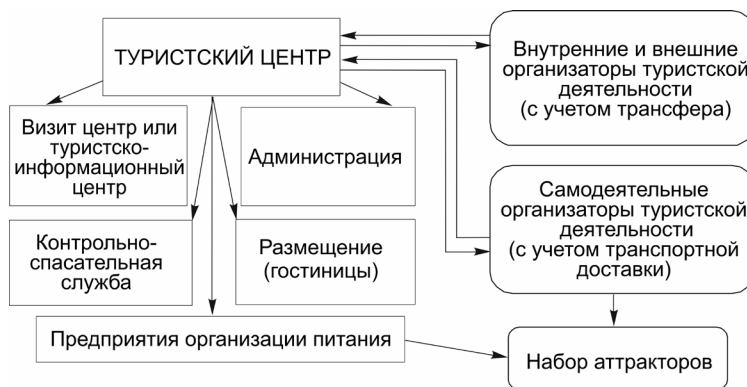 ТУРИСТСКИЙ ЦЕНТР
Внутренние и внешние
организаторы туристской
деятельности
(с учетом трансфера)
Визит центр или
туристско-
информационный
центр
Администрация
Самодеятельные
организаторы туристской
деятельности
(с учетом транспортной
доставки)
Контрольно-
спасательная
служба
Размещение
(гостиницы)
Предприятия организации питания
Набор аттракторов